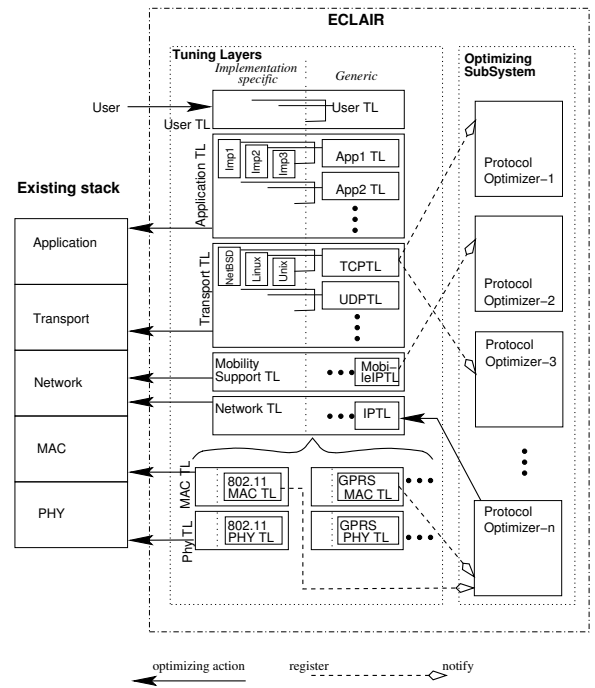 ECLAIR
Tuning Layers
Implementation
specific
Generic
Optimizing
SubSystem
User
User TL
User TL
Application TL
Imp1
Imp2
Imp3
App1 TL
App2 TL
Protocol
Optimizer-1
Existing stack
Application
Transport
Network
MAC
PHY
Transport TL
NetBSD
Linux
Unix
TCPTL
UDPTL
Protocol
Optimizer-2
Mobility
Support TL
Mobi-
leIPTL
Protocol
Optimizer-3
Network TL
IPTL
MAC TL
802.11
MAC TL
GPRS
MAC TL
Phy TL
802.11
PHY TL
GPRS
PHY TL
Protocol
Optimizer-n
optimizing action
register
notify